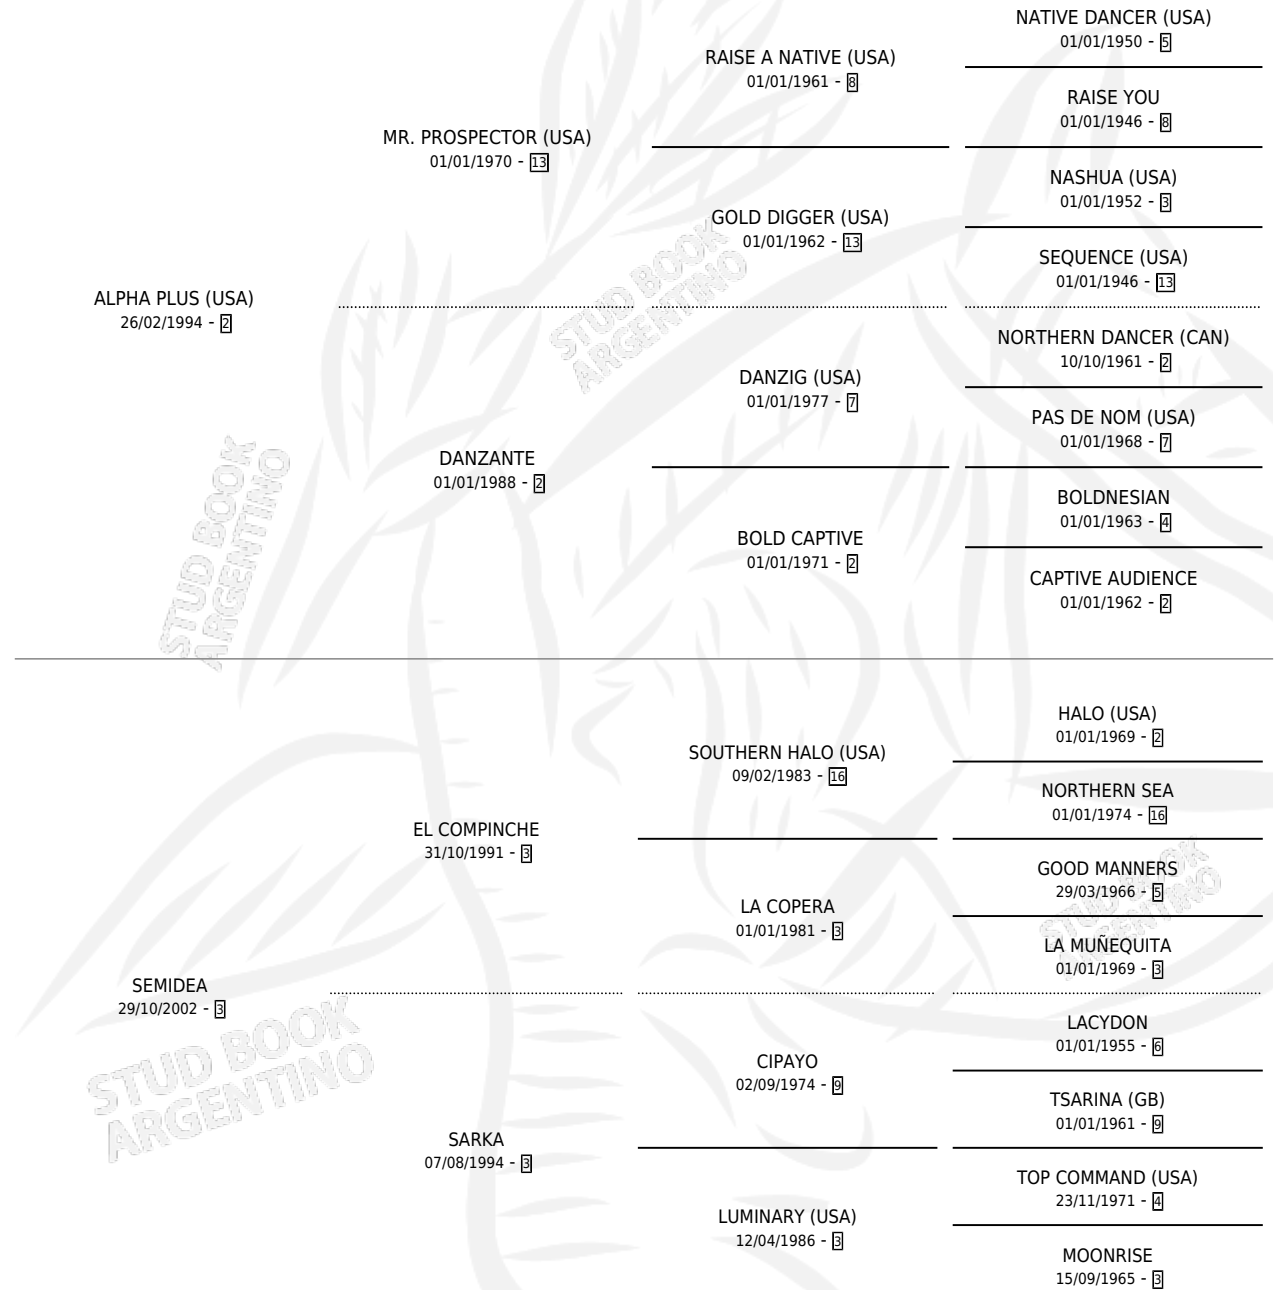 NATIVE DANCER (USA)
01/01/1950 - 5
RAISE A NATIVE (USA)
01/01/1961 - 8
RAISE YOU
01/01/1946 - 8
MR. PROSPECTOR (USA)
01/01/1970 - 13
NASHUA (USA)
01/01/1952 - 3
GOLD DIGGER (USA)
01/01/1962 - 13
SEQUENCE (USA)
01/01/1946 - 13
ALPHA PLUS (USA)
26/02/1994 - 2
STUD BOOK
ARGENTINO
NORTHERN DANCER (CAN)
10/10/1961 - 2
DANZIG (USA)
01/01/1977 - 7
PAS DE NOM (USA)
01/01/1968 - 7
DANZANTE
01/01/1988 - 2
BOLDNESIAN
01/01/1963 - 4
BOLD CAPTIVE
01/01/1971 - 2
CAPTIVE AUDIENCE
01/01/1962 - 2
STUD BOOK
ARGENTINO
HALO (USA)
01/01/1969 - 2
SOUTHERN HALO (USA)
09/02/1983 - 16
NORTHERN SEA
01/01/1974 - 16
EL COMPINCHE
31/10/1991 - 3
GOOD MANNERS
29/03/1966 - 5
STUD BOOK
ARGENTINO
LA COPERA
01/01/1981 - 3
LA MUÑEQUITA
01/01/1969 - 3
SEMIDEA
29/10/2002 - 3
STUD BOOK
ARGENTINO
LACYDON
01/01/1955 - 6
CIPAYO
02/09/1974 - 9
TSARINA (GB)
01/01/1961 - 9
SARKA
07/08/1994 - 3
TOP COMMAND (USA)
23/11/1971 - 4
LUMINARY (USA)
12/04/1986 - 3
MOONRISE
15/09/1965 - 3